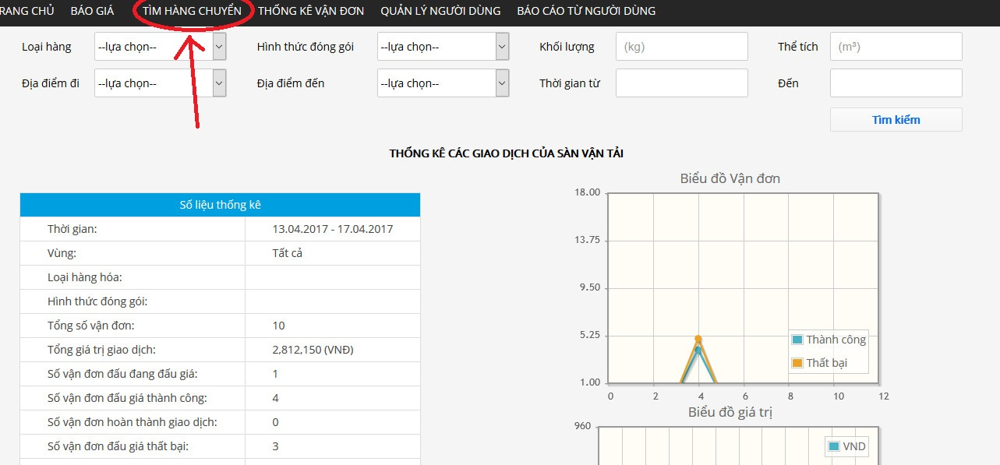 RANG CHỦ BÁO GIÁ TÌM HÀNG CHUYỂN THỐNG KÊ VẬN ĐƠN QUẢN LÝ NGƯỜI DÙNG BÁO CÁO TỪ NGƯỜI DÙNG
Loại hàng --lựa chọn-- Hình thức đóng gói --lựa chọn-- Khối lượng (kg) Thể tích (m³)
Địa điểm đi --lựa chọn-- Địa điểm đến --lựa chọn-- Thời gian từ Đến
Tìm kiếm
THỐNG KÊ CÁC GIAO DỊCH CỦA SÀN VẬN TẢI
Số liệu thống kê
Thời gian: 13.04.2017 - 17.04.2017
Vùng: Tất cả
Loại hàng hóa:
Hình thức đóng gói:
Tổng số vận đơn: 10
Tổng giá trị giao dịch: 2,812,150 (VNĐ)
Số vận đơn đấu đang đấu giá: 1
Số vận đơn đấu giá thành công: 4
Số vận đơn hoàn thành giao dịch: 0
Số vận đơn đấu giá thất bại: 3
Biểu đồ Vận đơn
18.00
13.75
9.50
5.25
1.00
Thành công
Thất bại
0 2 4 6 8 10 12
Biểu đồ giá trị
960
VND